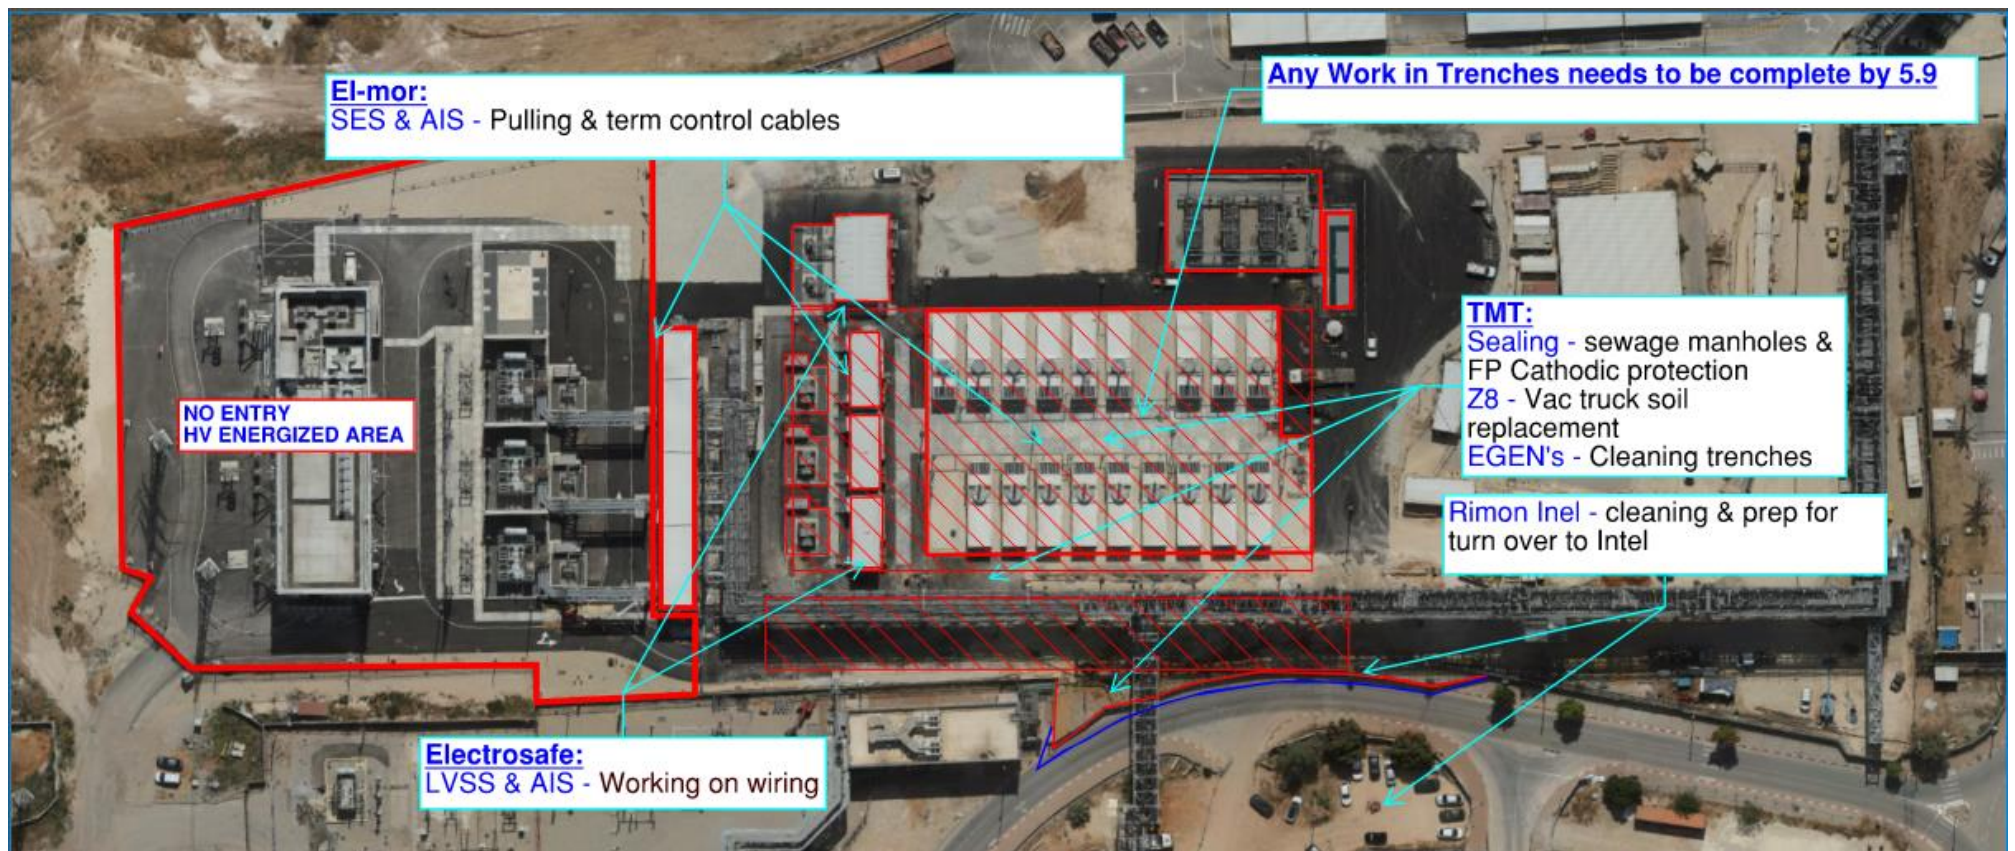 El-mor:
SES & AIS - Pulling & term control cables
Any Work in Trenches needs to be complete by 5.9
NO ENTRY
HV ENERGIZED AREA
TMT:
Sealing - sewage manholes &
FP Cathodic protection
Z8 - Vac truck soil
replacement
EGEN's - Cleaning trenches
Rimon Inel - cleaning & prep for
turn over to Intel
Electrosafe:
LVSS & AIS - Working on wiring